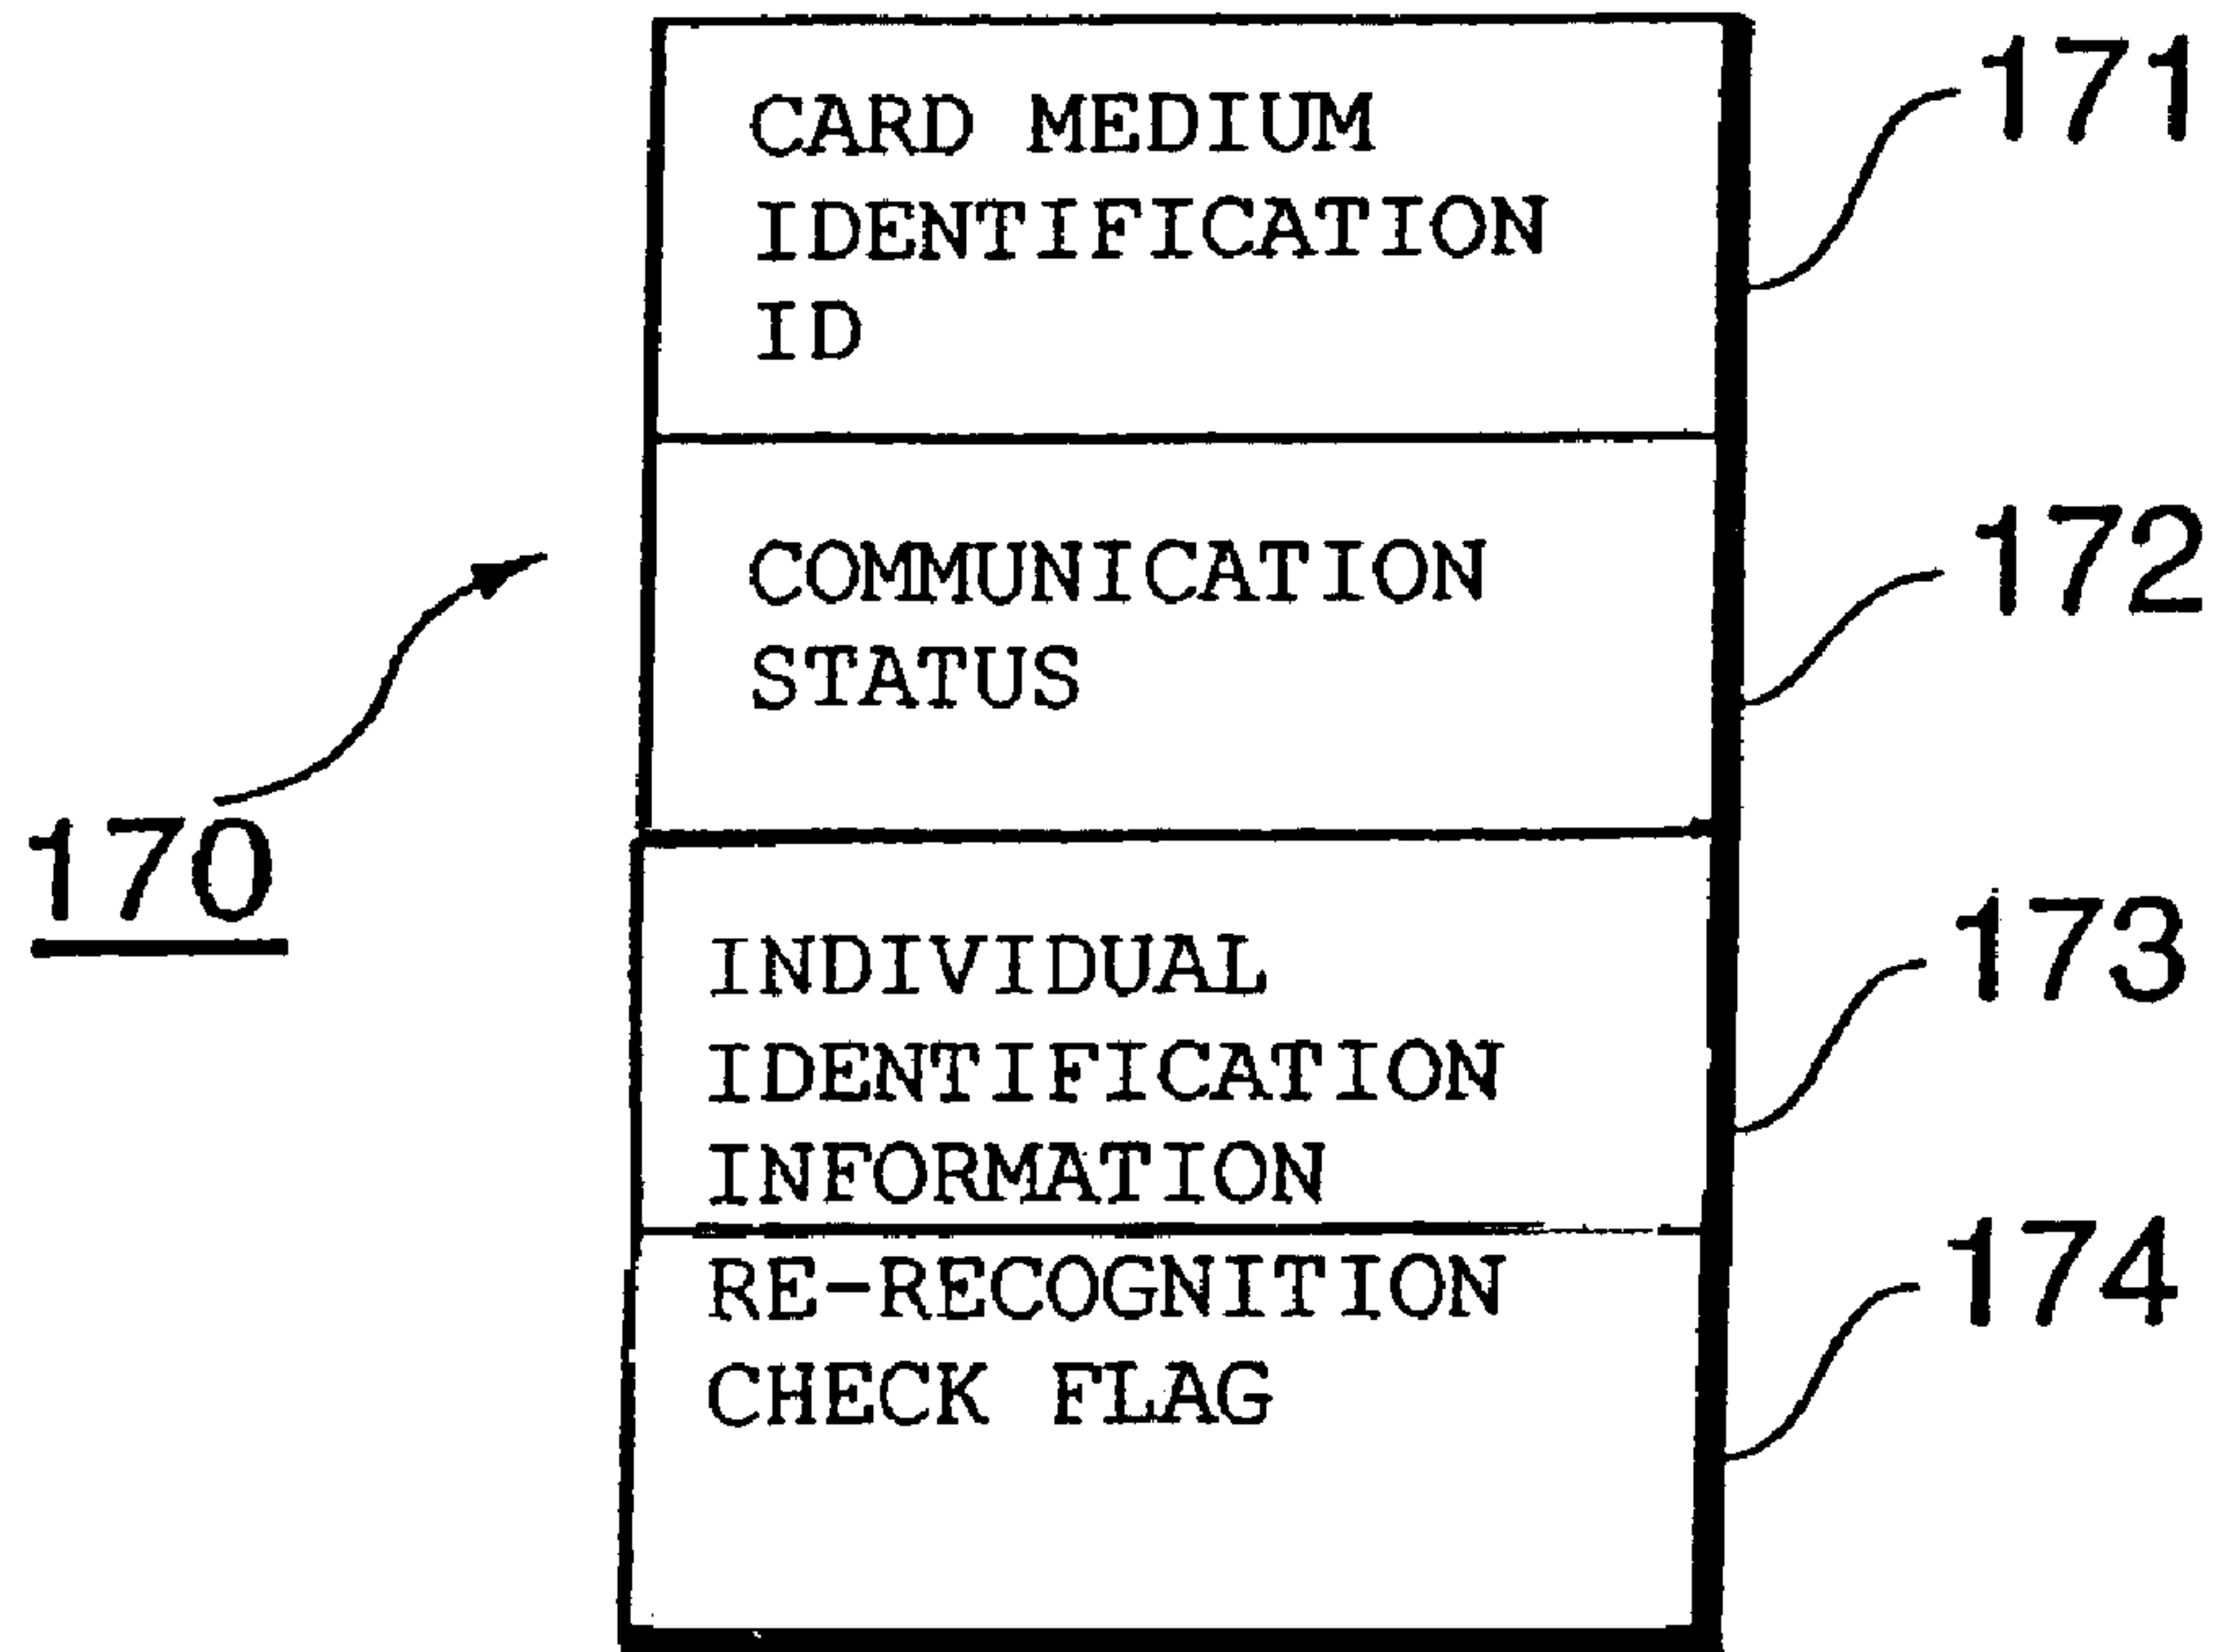 CARD MEDIUM
IDENTIFICATION
ID
171
COMMUNICATION
STATUS
172
170
INDIVIDUAL
IDENTIFICATION
INFORMATION
173
RE-RECOGNITION
CHECK FLAG
174